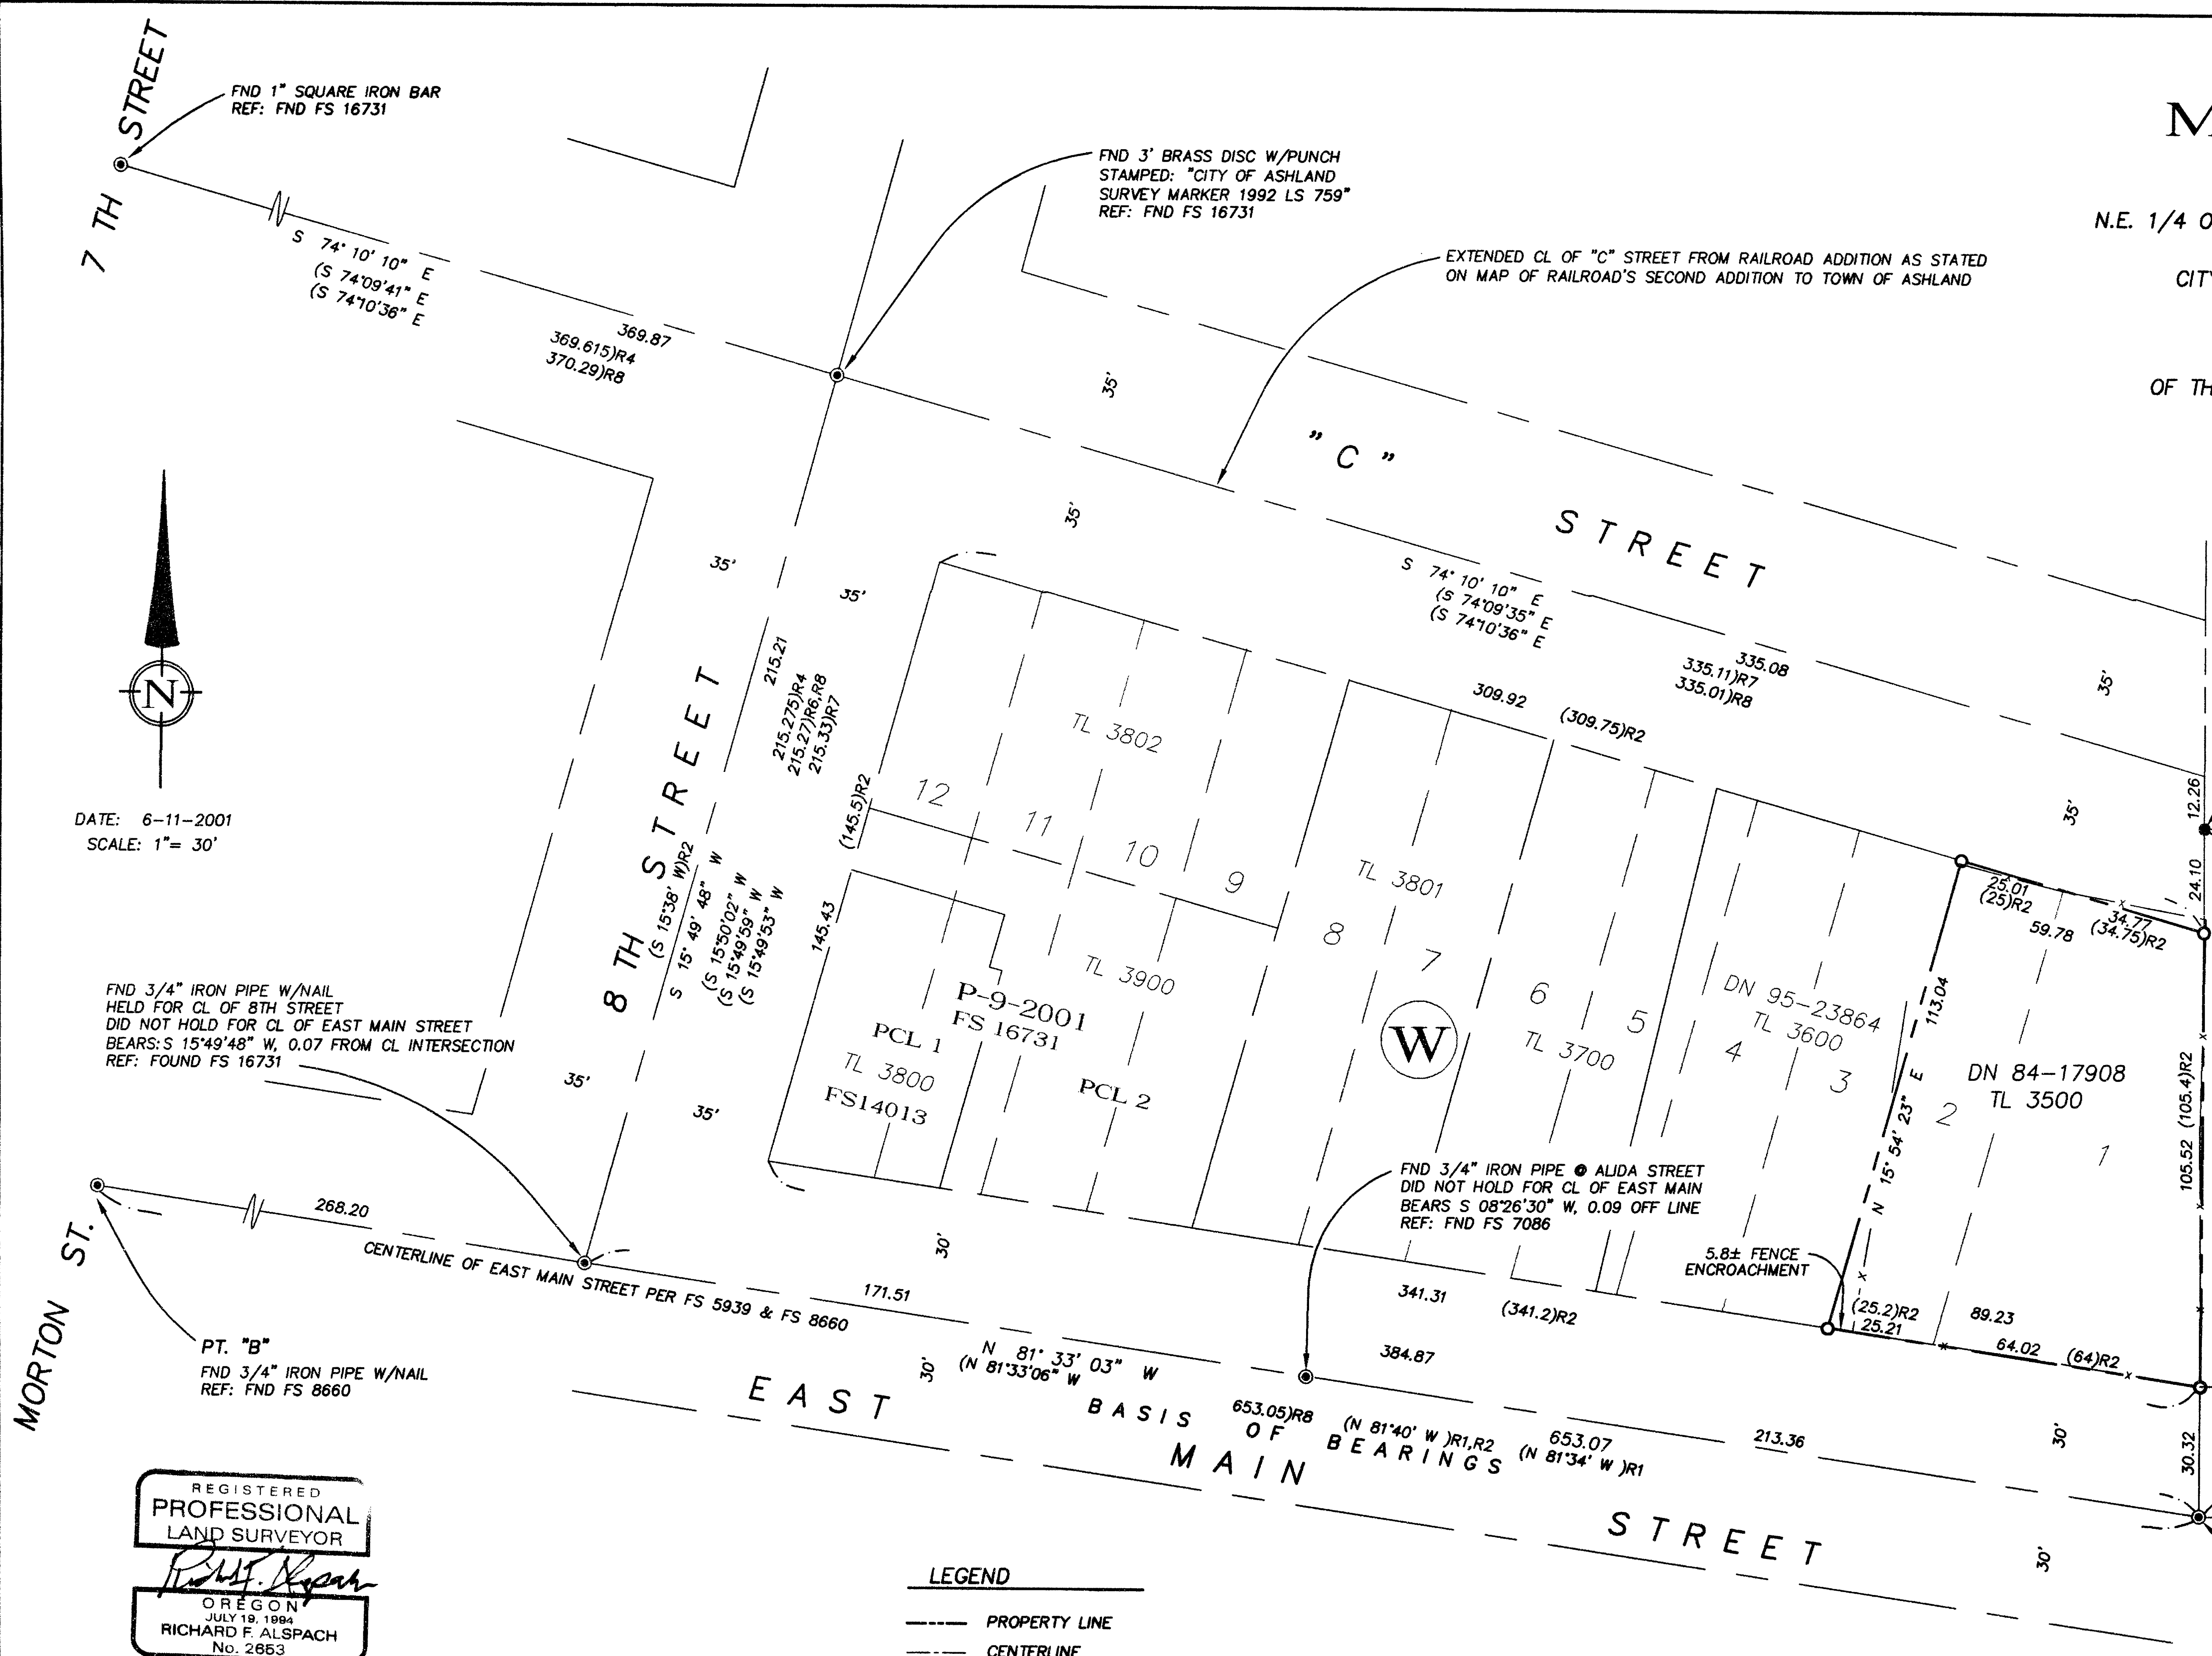 7 TH STREET
FND 1" SQUARE IRON BAR
REF: FND FS 16731
S 74° 10' 10" E
(S 74°09'41" E
(S 74°10'36" E
369.87
369.615)R4
370.29)R8
FND 3' BRASS DISC W/PUNCH
STAMPED: "CITY OF ASHLAND
SURVEY MARKER 1992 LS 759"
REF: FND FS 16731
EXTENDED CL OF "C" STREET FROM RAILROAD ADDITION AS STATED
ON MAP OF RAILROAD'S SECOND ADDITION TO TOWN OF ASHLAND
M
N.E. 1/4 O
CIT
OF TH
35'
35'
"C" STREET
S 74° 10' 10" E
(S 74°09'35" E
(S 74°10'36" E
335.08
335.11)R7
335.01)R8
35'
35'
309.92 (309.75)R2
N
DATE: 6-11-2001
SCALE: 1"= 30'
35'
35'
8 TH STREET
215.21
215.275)R4
215.27)R6,R8
215.33)R7
(S 15°38' W)R2
S 15° 49' 48" W
(S 15°50'02" W
(S 15°49'59" W
(S 15°49'53" W
(145.5)R2
145.43
35'
35'
TL 3802
12
11
10
9
TL 3801
8
7
6
5
4
3
2
1
TL 3900
P-9-2001
FS 16731
PCL 1
TL 3800
FS14013
PCL 2
W
TL 3700
DN 95-23864
TL 3600
DN 84-17908
TL 3500
12.26
24.10
25.01
(25)R2
34.77
(34.75)R2
59.78
113.04
N 15° 54' 23" E
105.52 (105.4)R2
FND 3/4" IRON PIPE W/NAIL
HELD FOR CL OF 8TH STREET
DID NOT HOLD FOR CL OF EAST MAIN STREET
BEARS: S 15°49'48" W, 0.07 FROM CL INTERSECTION
REF: FOUND FS 16731
FND 3/4" IRON PIPE @ ALIDA STREET
DID NOT HOLD FOR CL OF EAST MAIN
BEARS S 08°26'30" W, 0.09 OFF LINE
REF: FND FS 7086
5.8± FENCE
ENCROACHMENT
(25.2)R2
25.21
89.23
64.02 (64)R2
MORTON ST.
268.20
CENTERLINE OF EAST MAIN STREET PER FS 5939 & FS 8660
PT. "B"
FND 3/4" IRON PIPE W/NAIL
REF: FND FS 8660
30'
171.51
341.31 (341.2)R2
384.87
N 81° 33' 03" W
(N 81°33'06" W
30'
BASIS OF BEARINGS
653.05)R8
(N 81°40' W )R1,R2
653.07
(N 81°34' W )R1
213.36
30'
30.32
30'
EAST MAIN STREET
REGISTERED
PROFESSIONAL
LAND SURVEYOR
OREGON
JULY 19, 1994
RICHARD F. ALSPACH
No. 2653
LEGEND
PROPERTY LINE
CENTERLINE